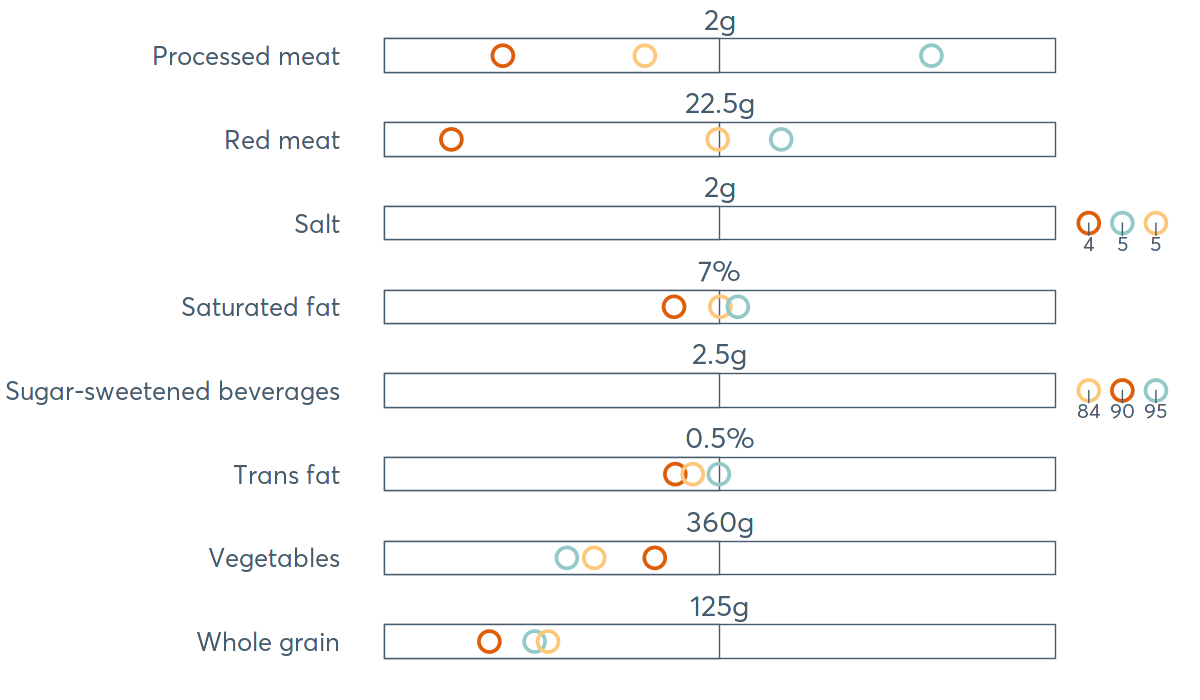 2g
Processed meat
22.5g
Red meat
2g
Salt
4 5 5
7%
Saturated fat
2.5g
Sugar-sweetened beverages
84 90 95
0.5%
Trans fat
360g
Vegetables
125g
Whole grain